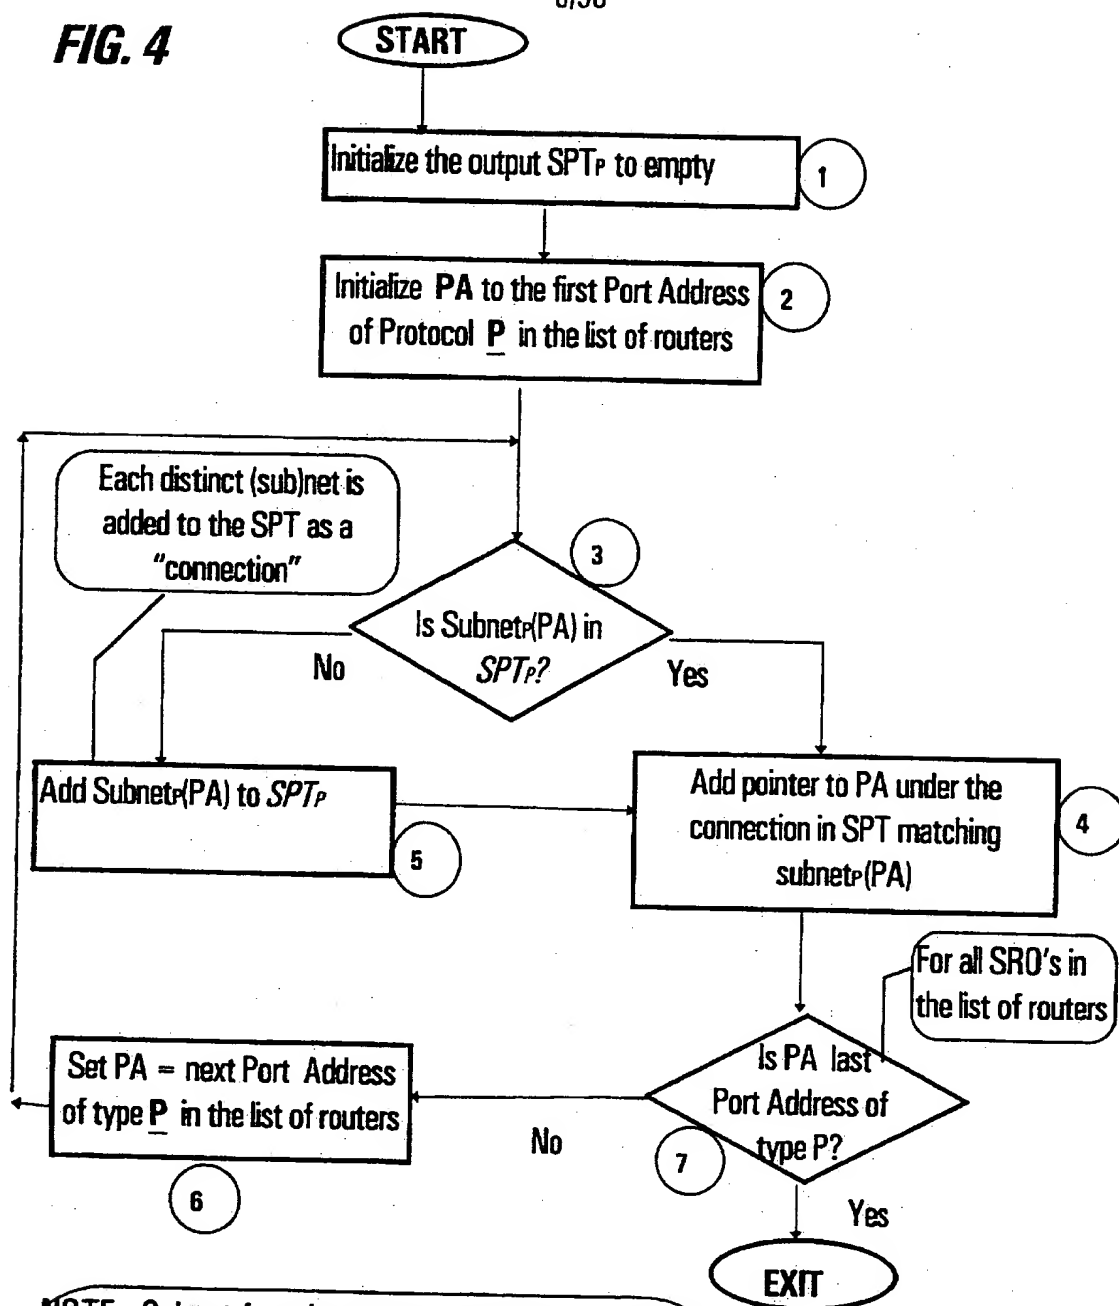 FIG. 4
START
Initialize the output SPTP to empty
1
Initialize PA to the first Port Address
of Protocol P in the list of routers
2
Each distinct (sub)net is
added to the SPT as a
"connection"
3
Is SubnetP(PA) in
SPTP?
No
Yes
Add SubnetP(PA) to SPTP
5
Add pointer to PA under the
connection in SPT matching
subnetP(PA)
4
For all SRO's in
the list of routers
Set PA = next Port Address
of type P in the list of routers
6
Is PA last
Port Address of
type P?
7
No
Yes
EXIT